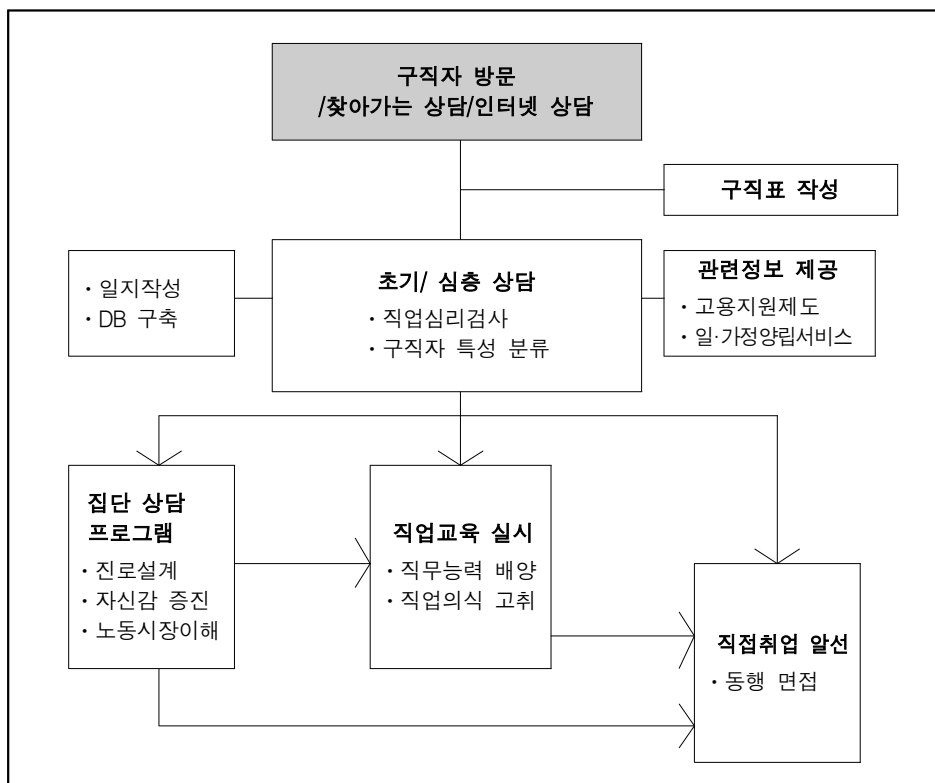 구직자 방문
/찾아가는 상담/인터넷 상담
구직표 작성
· 일지작성
· DB 구축
초기/ 심층 상담
· 직업심리검사
· 구직자 특성 분류
관련정보 제공
· 고용지원제도
· 일·가정양립서비스
집단 상담
프로그램
· 진로설계
· 자신감 증진
· 노동시장이해
직업교육 실시
· 직무능력 배양
· 직업의식 고취
직접취업 알선
· 동행 면접